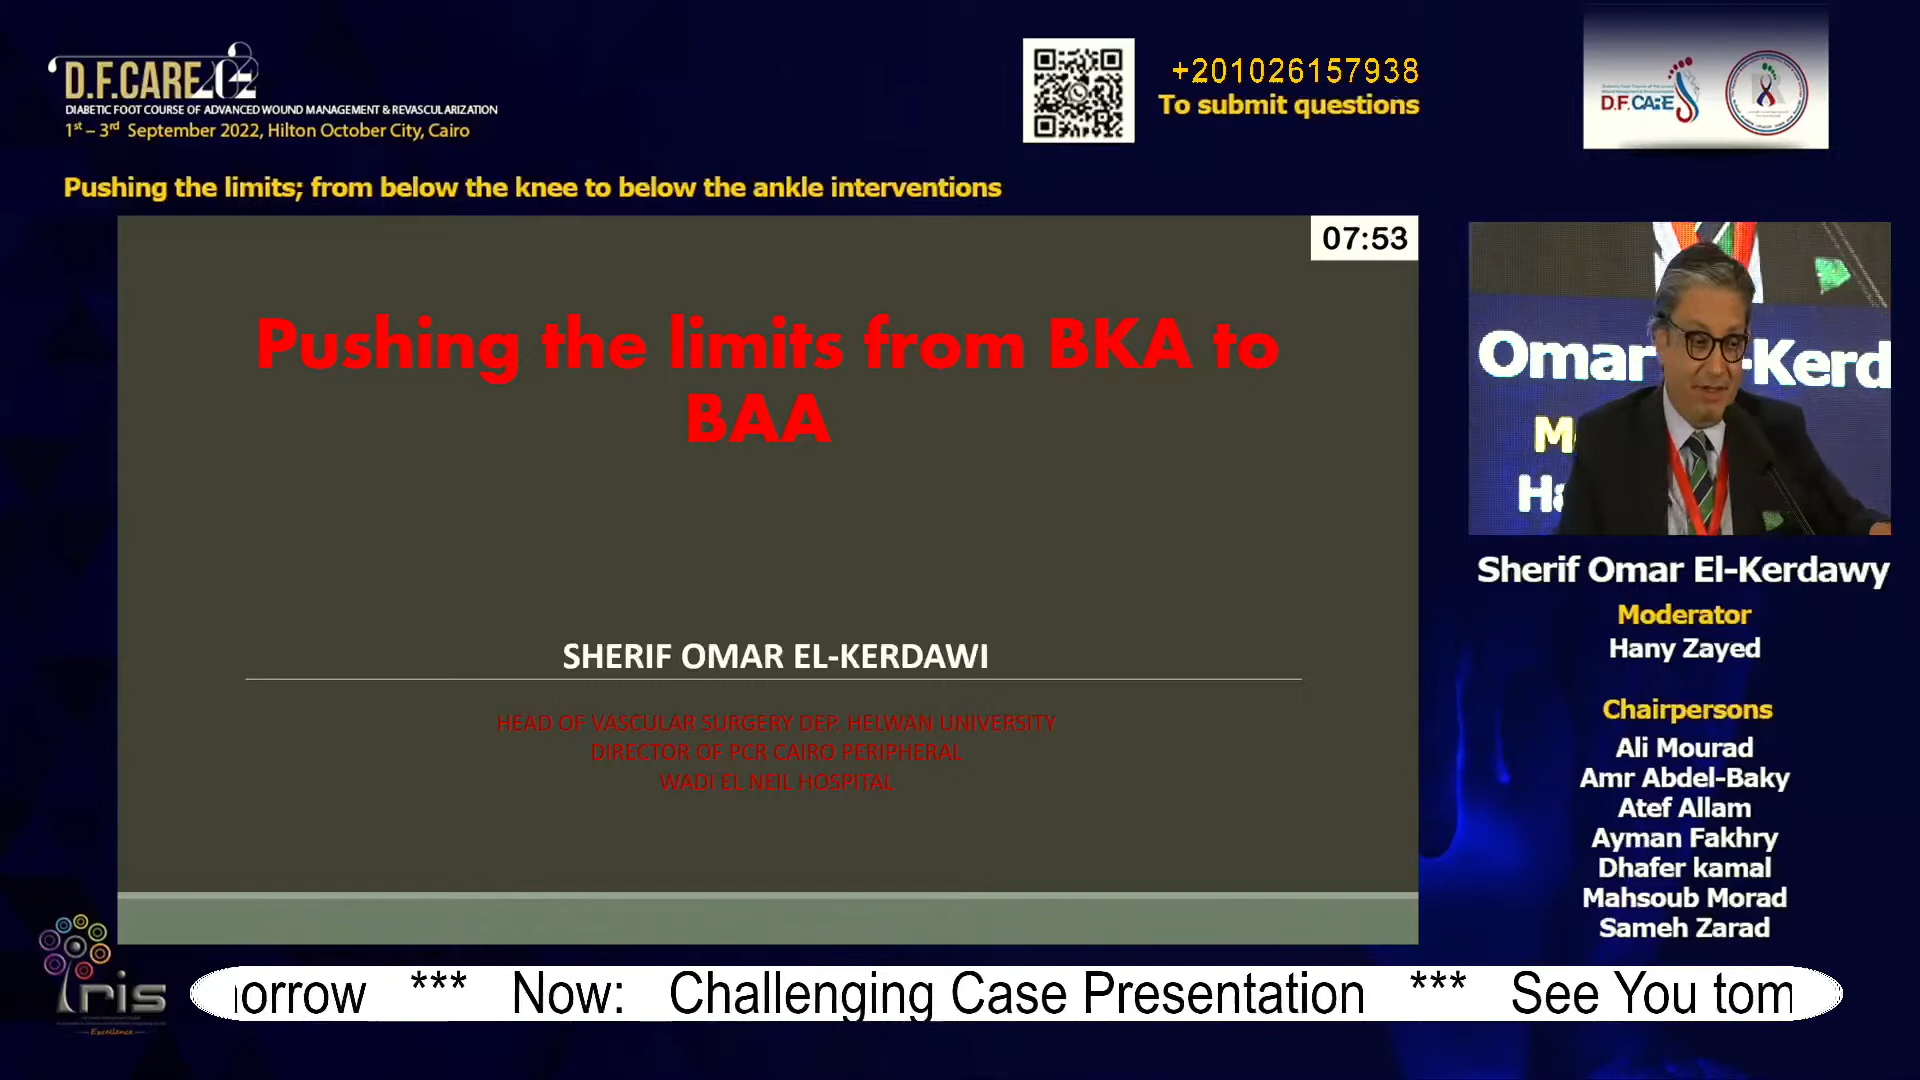 D.F.CARE
DIABETIC FOOT COURSE OF ADVANCED WOUND MANAGEMENT & REVASCULARIZATION
1st – 3rd September 2022, Hilton October City, Cairo
+201026157938
To submit questions
D.F.CARE
Pushing the limits; from below the knee to below the ankle interventions
07:53
Pushing the limits from BKA to
BAA
SHERIF OMAR EL-KERDAWI
HEAD OF VASCULAR SURGERY DEP. HELWAN UNIVERSITY
DIRECTOR OF PCR CAIRO PERIPHERAL
WADI EL NEIL HOSPITAL
Omar -Kerd
M
Ha
Sherif Omar El-Kerdawy
Moderator
Hany Zayed
Chairpersons
Ali Mourad
Amr Abdel-Baky
Atef Allam
Ayman Fakhry
Dhafer kamal
Mahsoub Morad
Sameh Zarad
iris
Excellence
orrow *** Now: Challenging Case Presentation *** See You tom